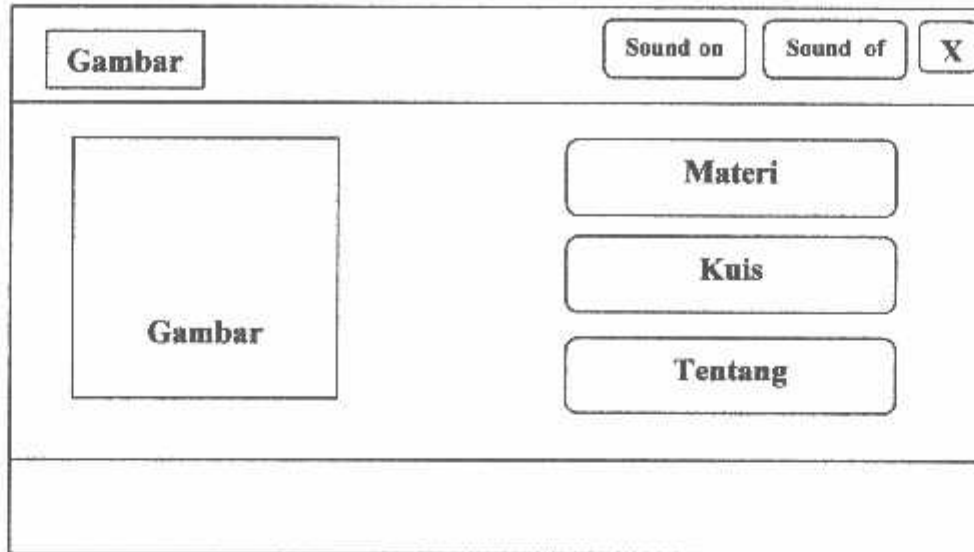 Gambar
Sound on
Sound of
X
Materi
Kuis
Tentang
Gambar